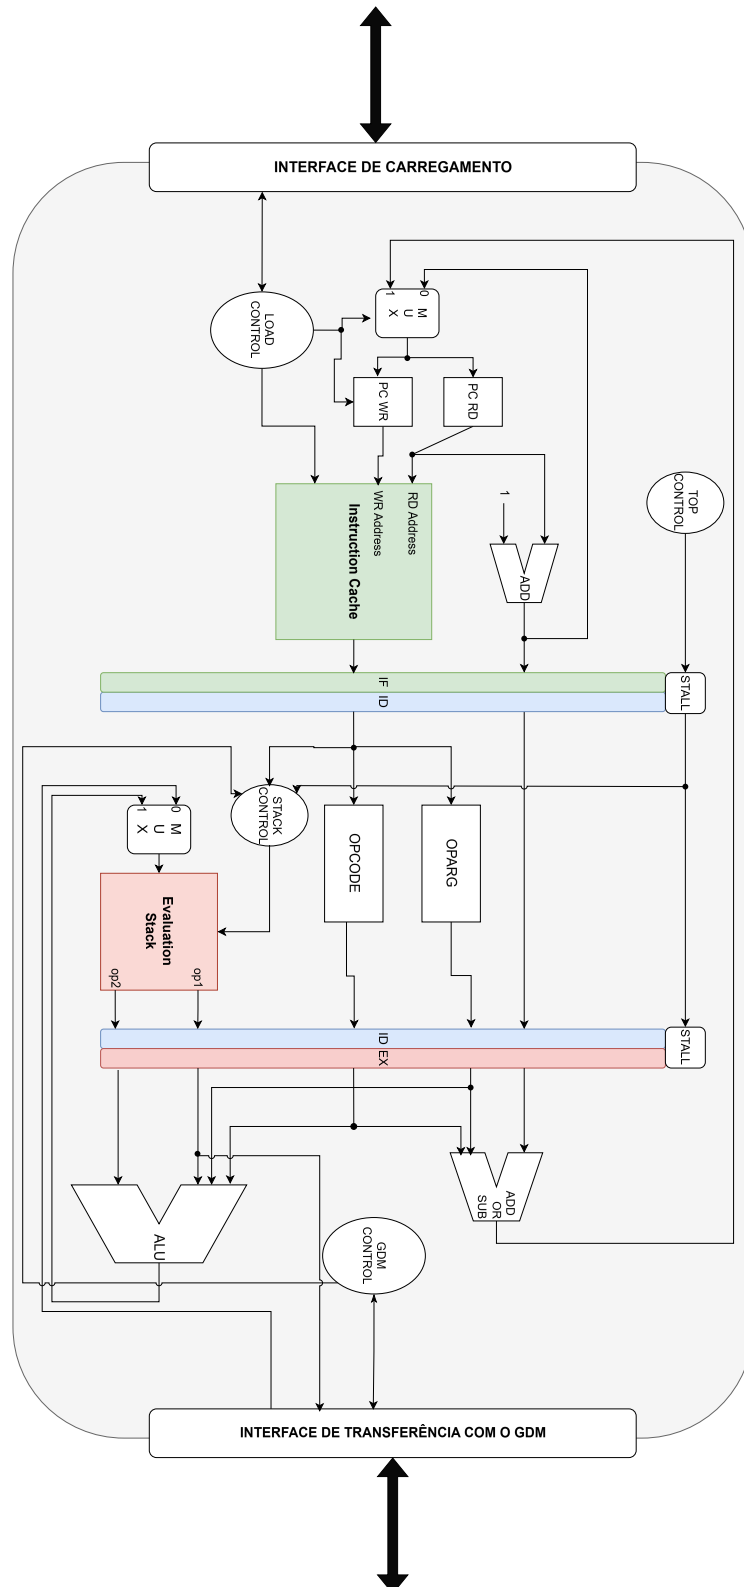 INTERFACE DE CARREGAMENTO
LOAD
CONTROL
0
1
M
U
X
PC WR
PC RD
TOP
CONTROL
RD Address
WR Address
Instruction Cache
1
ADD
IF
ID
STALL
0
1
M
U
X
STACK
CONTROL
OPCODE
OPARG
Evaluation
Stack
op1
op2
ID
EX
STALL
ALU
ADD
OR
SUB
GDM
CONTROL
INTERFACE DE TRANSFERÊNCIA COM O GDM